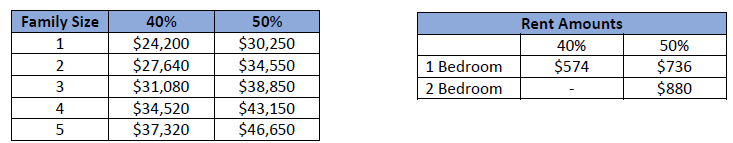 Family Size 40% 50%
1 $24,200 $30,250
2 $27,640 $34,550
3 $31,080 $38,850
4 $34,520 $43,150
5 $37,320 $46,650
Rent Amounts
40% 50%
1 Bedroom $574 $736
2 Bedroom - $880